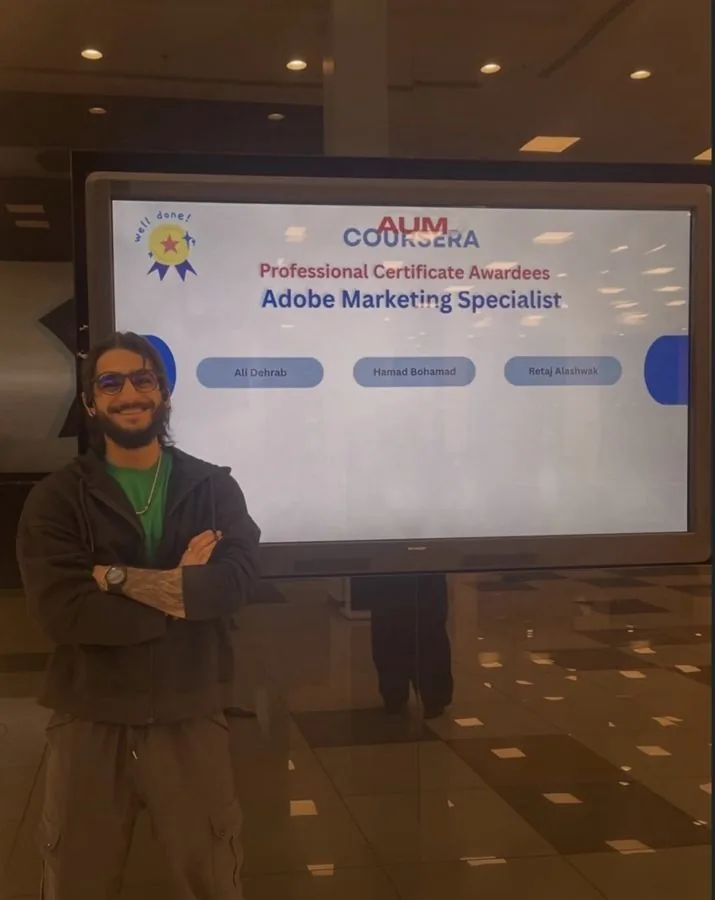 well done!
AUM
COURSERA
Professional Certificate Awardees
Adobe Marketing Specialist
Ali Dehrab
Hamad Bohamad
Retaj Alashwak